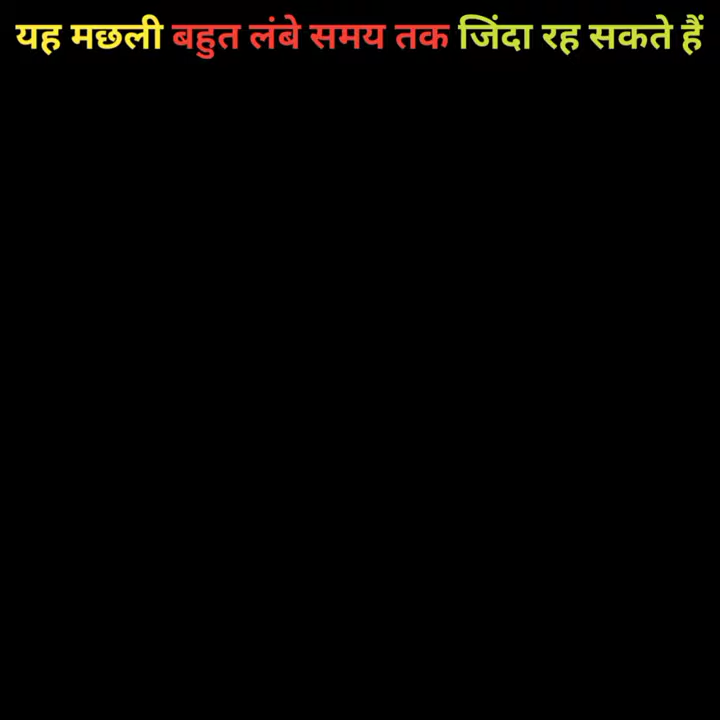 यह मछली बहुत लंबे समय तक जिंदा रह सकते हैं